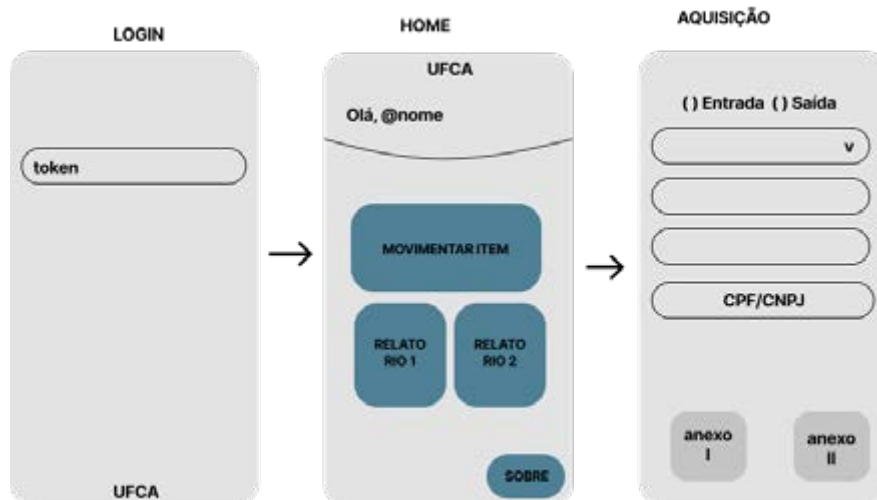 LOGIN
token
UFCA
HOME
UFCA
Olá, @nome
MOVIMENTAR ITEM
RELATO
RIO 1
RELATO
RIO 2
SOBRE
AQUISIÇÃO
( ) Entrada ( ) Saída
v
CPF/CNPJ
anexo
I
anexo
II